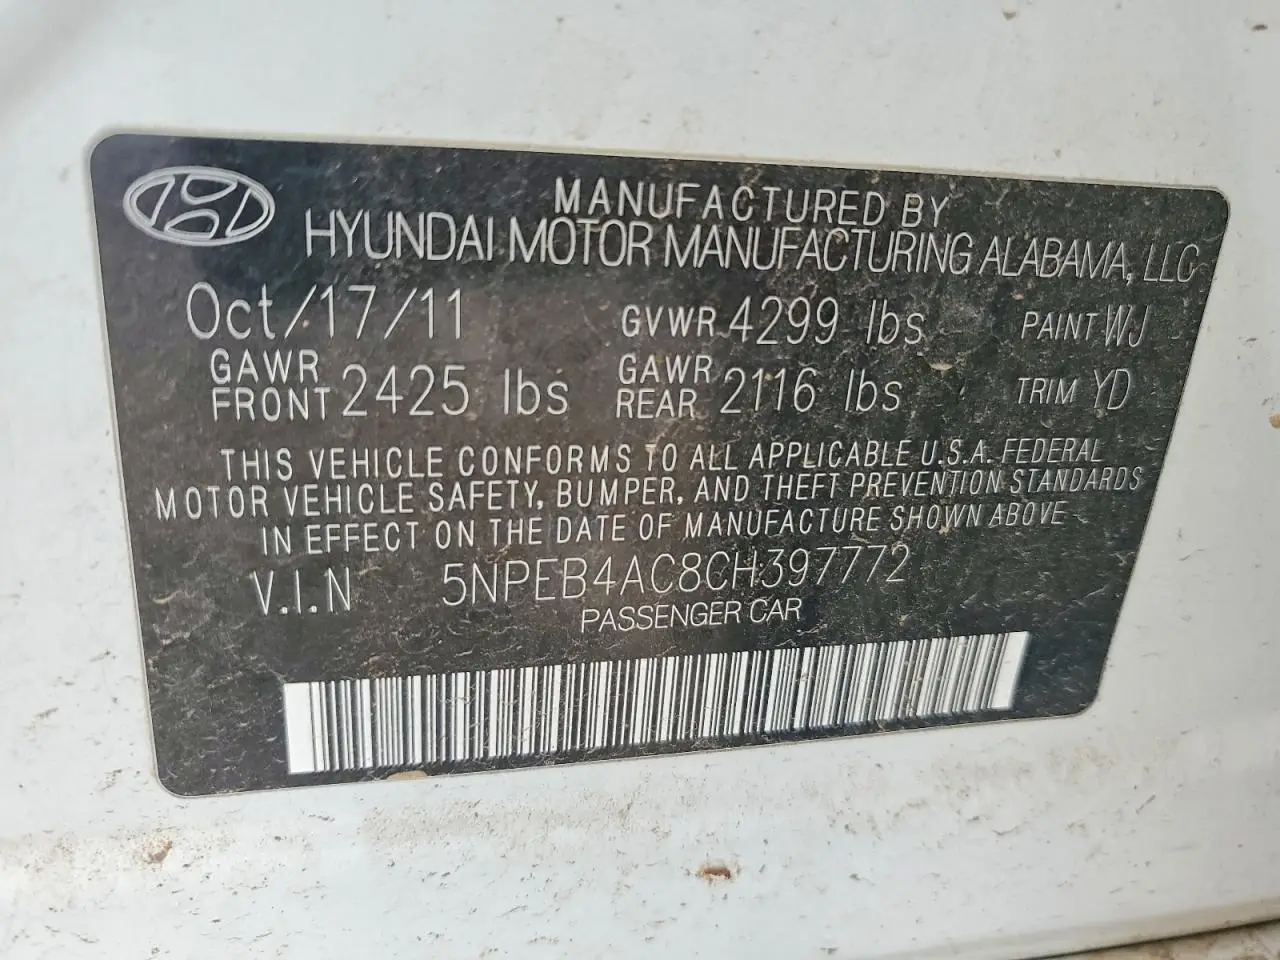 MANUFACTURED BY
HYUNDAI MOTOR MANUFACTURING ALABAMA, LLC
Oct/17/11 GVWR 4299 lbs PAINT WJ
GAWR FRONT 2425 lbs GAWR REAR 2116 lbs TRIM YD
THIS VEHICLE CONFORMS TO ALL APPLICABLE U.S.A. FEDERAL
MOTOR VEHICLE SAFETY, BUMPER, AND THEFT PREVENTION STANDARDS
IN EFFECT ON THE DATE OF MANUFACTURE SHOWN ABOVE
V.I.N 5NPEB4AC8CH397772
PASSENGER CAR